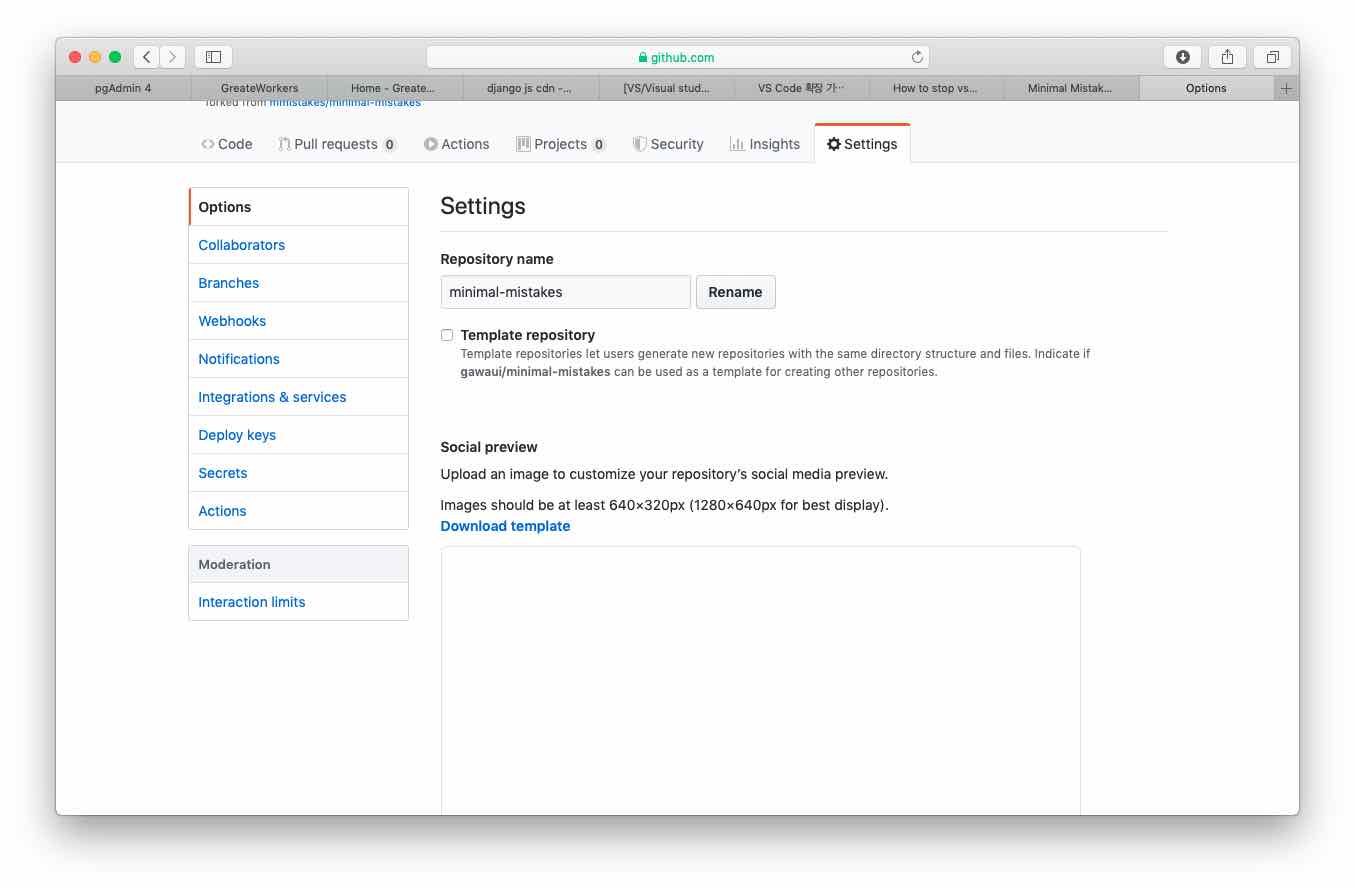 github.com
pgAdmin 4
GreateWorkers
Home - Greate...
django js cdn -...
[VS/Visual stud...
VS Code 확장 가...
How to stop vs...
Minimal Mistak...
Options
forked from mmistakes/minimal-mistakes
Code
Pull requests 0
Actions
Projects 0
Security
Insights
Settings
Options
Collaborators
Branches
Webhooks
Notifications
Integrations & services
Deploy keys
Secrets
Actions
Moderation
Interaction limits
Settings
Repository name
minimal-mistakes
Rename
Template repository
Template repositories let users generate new repositories with the same directory structure and files. Indicate if
gawaui/minimal-mistakes can be used as a template for creating other repositories.
Social preview
Upload an image to customize your repository’s social media preview.
Images should be at least 640×320px (1280×640px for best display).
Download template